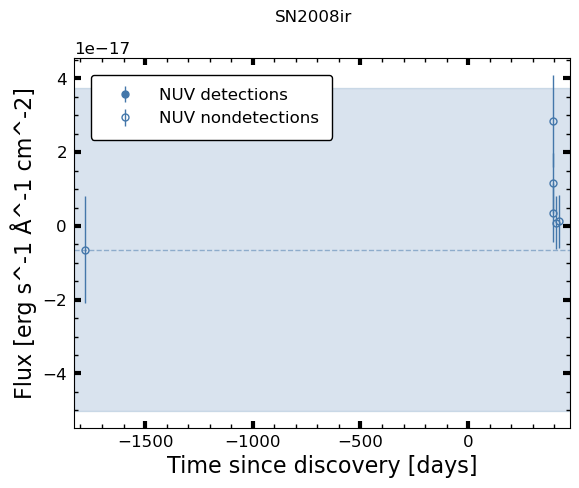 SN2008ir
1e−17
NUV detections
NUV nondetections
4
2
0
−2
−4
Flux [erg s^-1 Å^-1 cm^-2]
−1500 −1000 −500 0
Time since discovery [days]